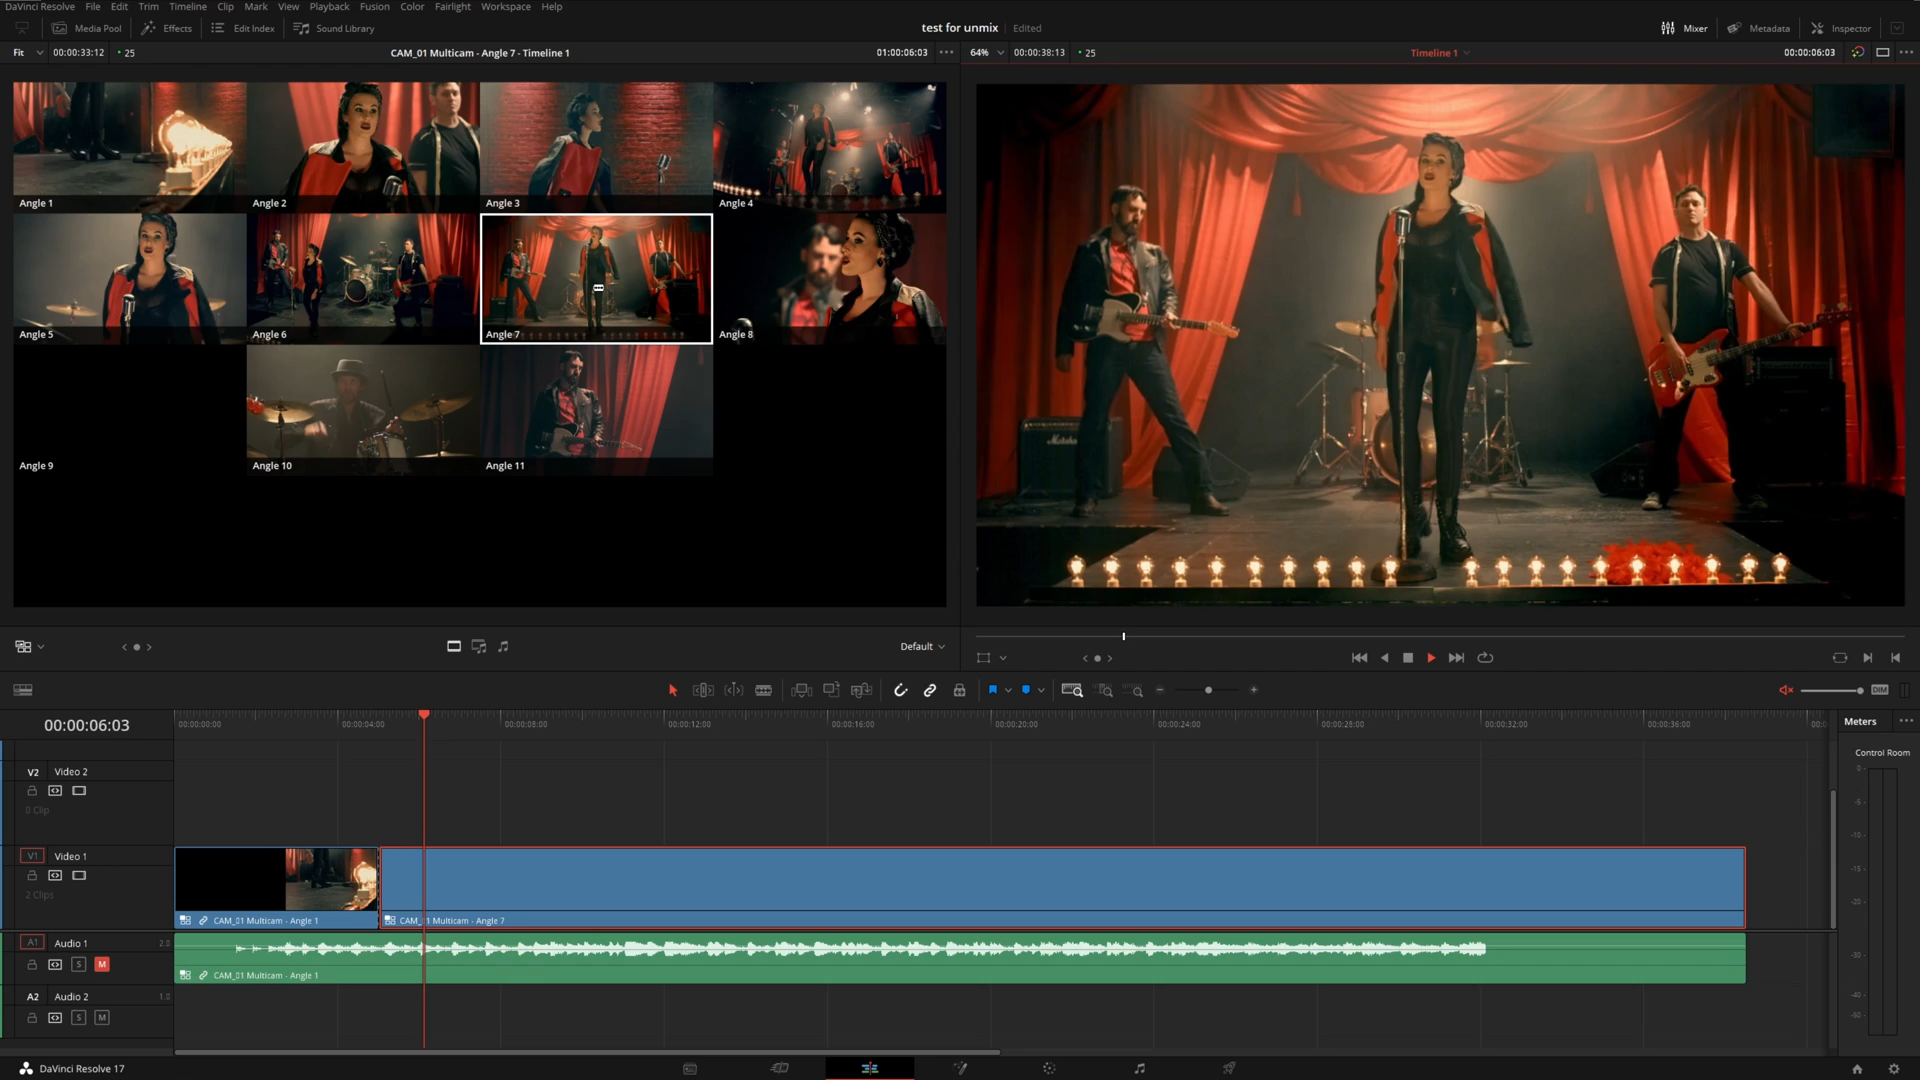 DaVinci Resolve File Edit Trim Timeline Clip Mark View Playback Fusion Color Fairlight Workspace Help
Media Pool Effects Edit Index Sound Library test for unmix Edited Mixer Metadata Inspector
Fit 00:00:33:12 25 CAM_01 Multicam - Angle 7 - Timeline 1 01:00:06:03 64% 00:00:38:13 25 Timeline 1 00:00:06:03
Angle 1 Angle 2 Angle 3 Angle 4
Angle 5 Angle 6 Angle 7 Angle 8
Marshall
Angle 9 Angle 10 Angle 11
Default
DIM
00:00:06:03 00:00:00:00 00:00:04:00 00:00:08:00 00:00:12:00 00:00:16:00 00:00:20:00 00:00:24:00 00:00:28:00 00:00:32:00 00:00:36:00 Meters
Control Room
0
-5
-10
-15
-20
-30
-40
-50
V2 Video 2
0 Clip
V1 Video 1
2 Clips
CAM_01 Multicam - Angle 1 CAM_01 Multicam - Angle 7
A1 Audio 1 2.0
S M
CAM_01 Multicam - Angle 1
A2 Audio 2 1.0
S M
DaVinci Resolve 17